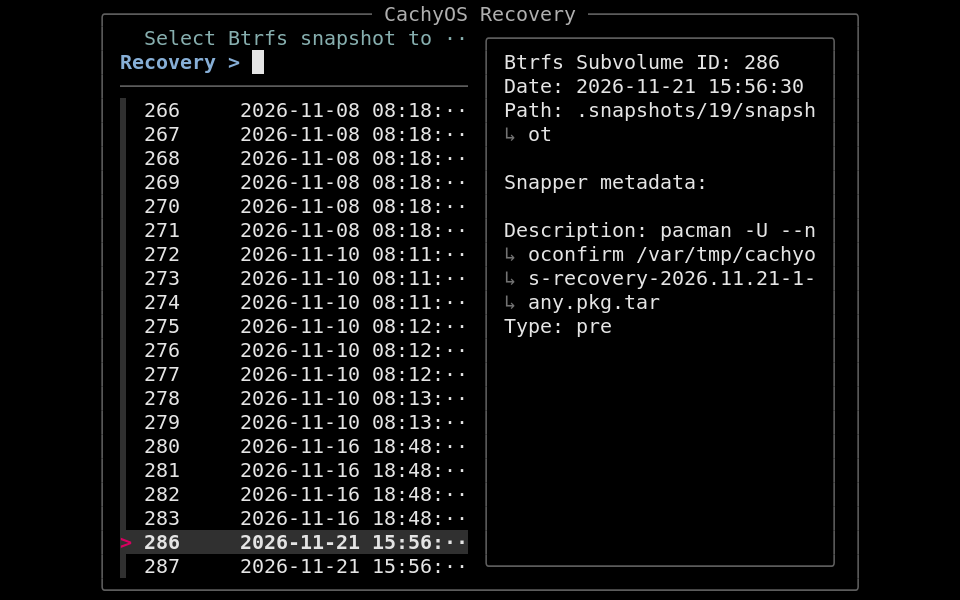 CachyOS Recovery
Select Btrfs snapshot to ··
Recovery >
266 2026-11-08 08:18:··
267 2026-11-08 08:18:··
268 2026-11-08 08:18:··
269 2026-11-08 08:18:··
270 2026-11-08 08:18:··
271 2026-11-08 08:18:··
272 2026-11-10 08:11:··
273 2026-11-10 08:11:··
274 2026-11-10 08:11:··
275 2026-11-10 08:12:··
276 2026-11-10 08:12:··
277 2026-11-10 08:12:··
278 2026-11-10 08:13:··
279 2026-11-10 08:13:··
280 2026-11-16 18:48:··
281 2026-11-16 18:48:··
282 2026-11-16 18:48:··
283 2026-11-16 18:48:··
> 286 2026-11-21 15:56:··
287 2026-11-21 15:56:··
Btrfs Subvolume ID: 286
Date: 2026-11-21 15:56:30
Path: .snapshots/19/snapsh
↳ ot
Snapper metadata:
Description: pacman -U --n
↳ oconfirm /var/tmp/cachyo
↳ s-recovery-2026.11.21-1-
↳ any.pkg.tar
Type: pre